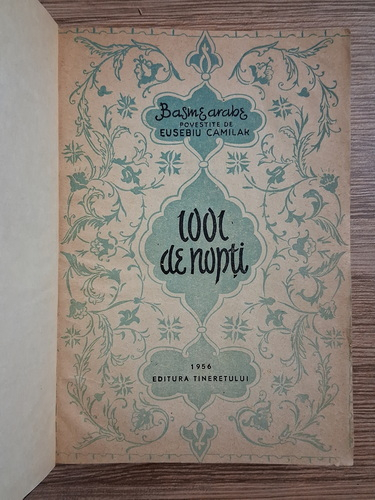 Basme arabe
POVESTITE DE
EUSEBIU CAMILAR
1001
de nopți
1956
EDITURA TINERETULUI